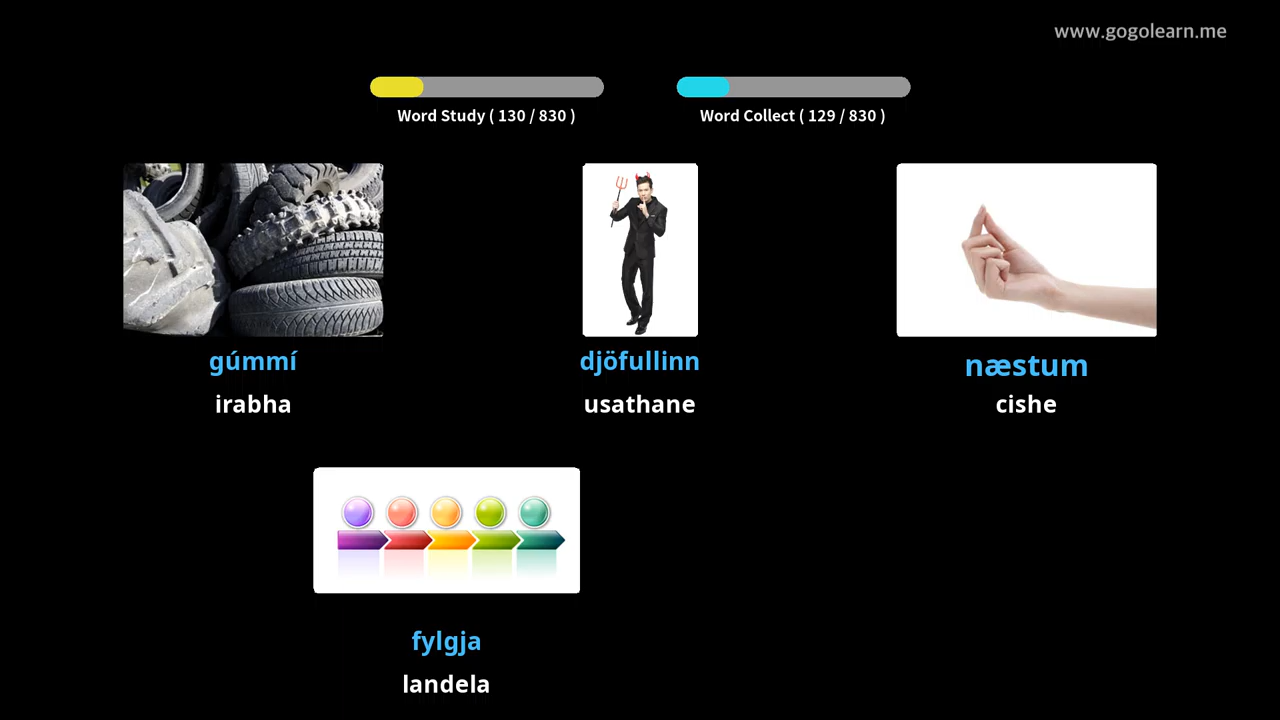 www.gogolearn.me
Word Study ( 130 / 830 )
Word Collect ( 129 / 830 )
gúmmí
irabha
djöfullinn
usathane
næstum
cishe
fylgja
landela